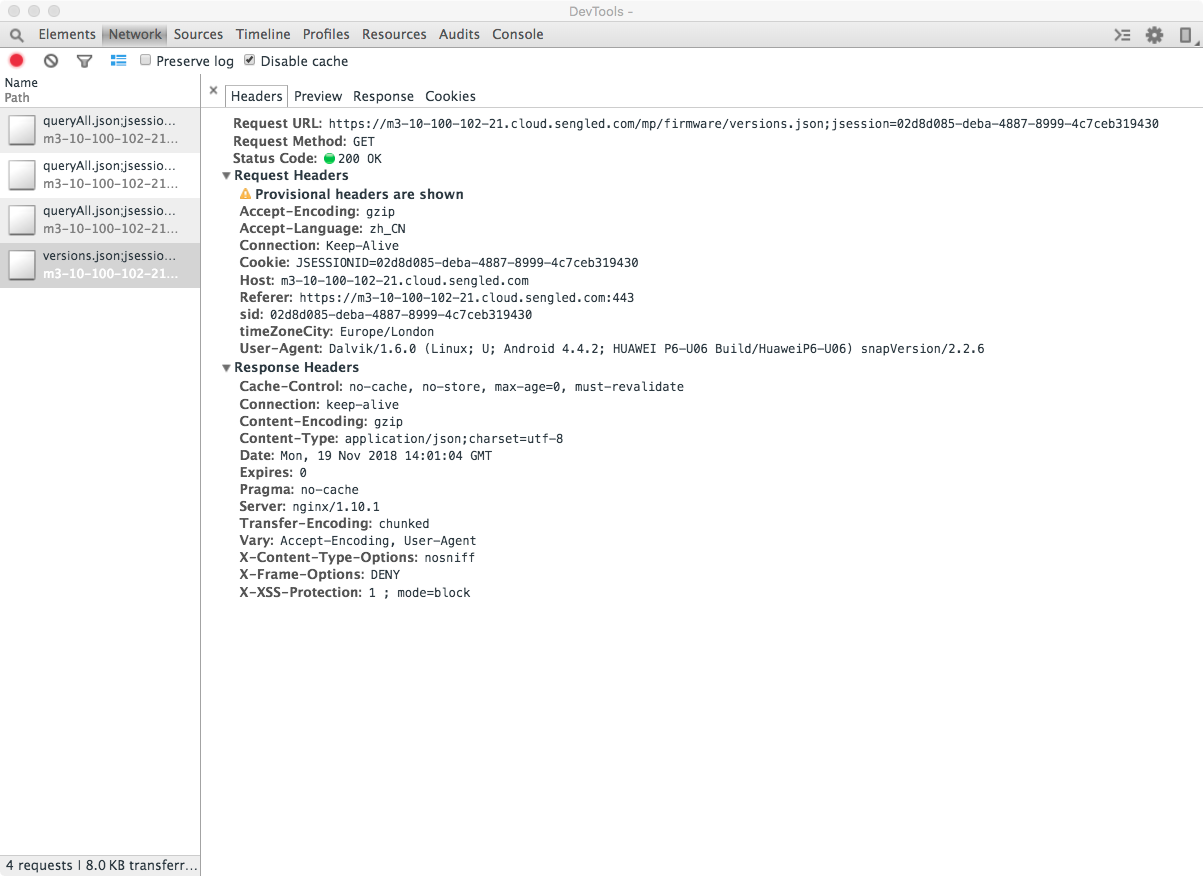 DevTools -
Elements Network Sources Timeline Profiles Resources Audits Console
Preserve log Disable cache
Name
Path
queryAll.json;jsessio...
m3-10-100-102-21...
queryAll.json;jsessio...
m3-10-100-102-21...
queryAll.json;jsessio...
m3-10-100-102-21...
versions.json;jsessio...
m3-10-100-102-21...
4 requests | 8.0 KB transferr...
× Headers Preview Response Cookies
Request URL: https://m3-10-100-102-21.cloud.sengled.com/mp/firmware/versions.json;jsession=02d8d085-deba-4887-8999-4c7ceb319430
Request Method: GET
Status Code: 200 OK
Request Headers
Provisional headers are shown
Accept-Encoding: gzip
Accept-Language: zh_CN
Connection: Keep-Alive
Cookie: JSESSIONID=02d8d085-deba-4887-8999-4c7ceb319430
Host: m3-10-100-102-21.cloud.sengled.com
Referer: https://m3-10-100-102-21.cloud.sengled.com:443
sid: 02d8d085-deba-4887-8999-4c7ceb319430
timeZoneCity: Europe/London
User-Agent: Dalvik/1.6.0 (Linux; U; Android 4.4.2; HUAWEI P6-U06 Build/HuaweiP6-U06) snapVersion/2.2.6
Response Headers
Cache-Control: no-cache, no-store, max-age=0, must-revalidate
Connection: keep-alive
Content-Encoding: gzip
Content-Type: application/json;charset=utf-8
Date: Mon, 19 Nov 2018 14:01:04 GMT
Expires: 0
Pragma: no-cache
Server: nginx/1.10.1
Transfer-Encoding: chunked
Vary: Accept-Encoding, User-Agent
X-Content-Type-Options: nosniff
X-Frame-Options: DENY
X-XSS-Protection: 1 ; mode=block